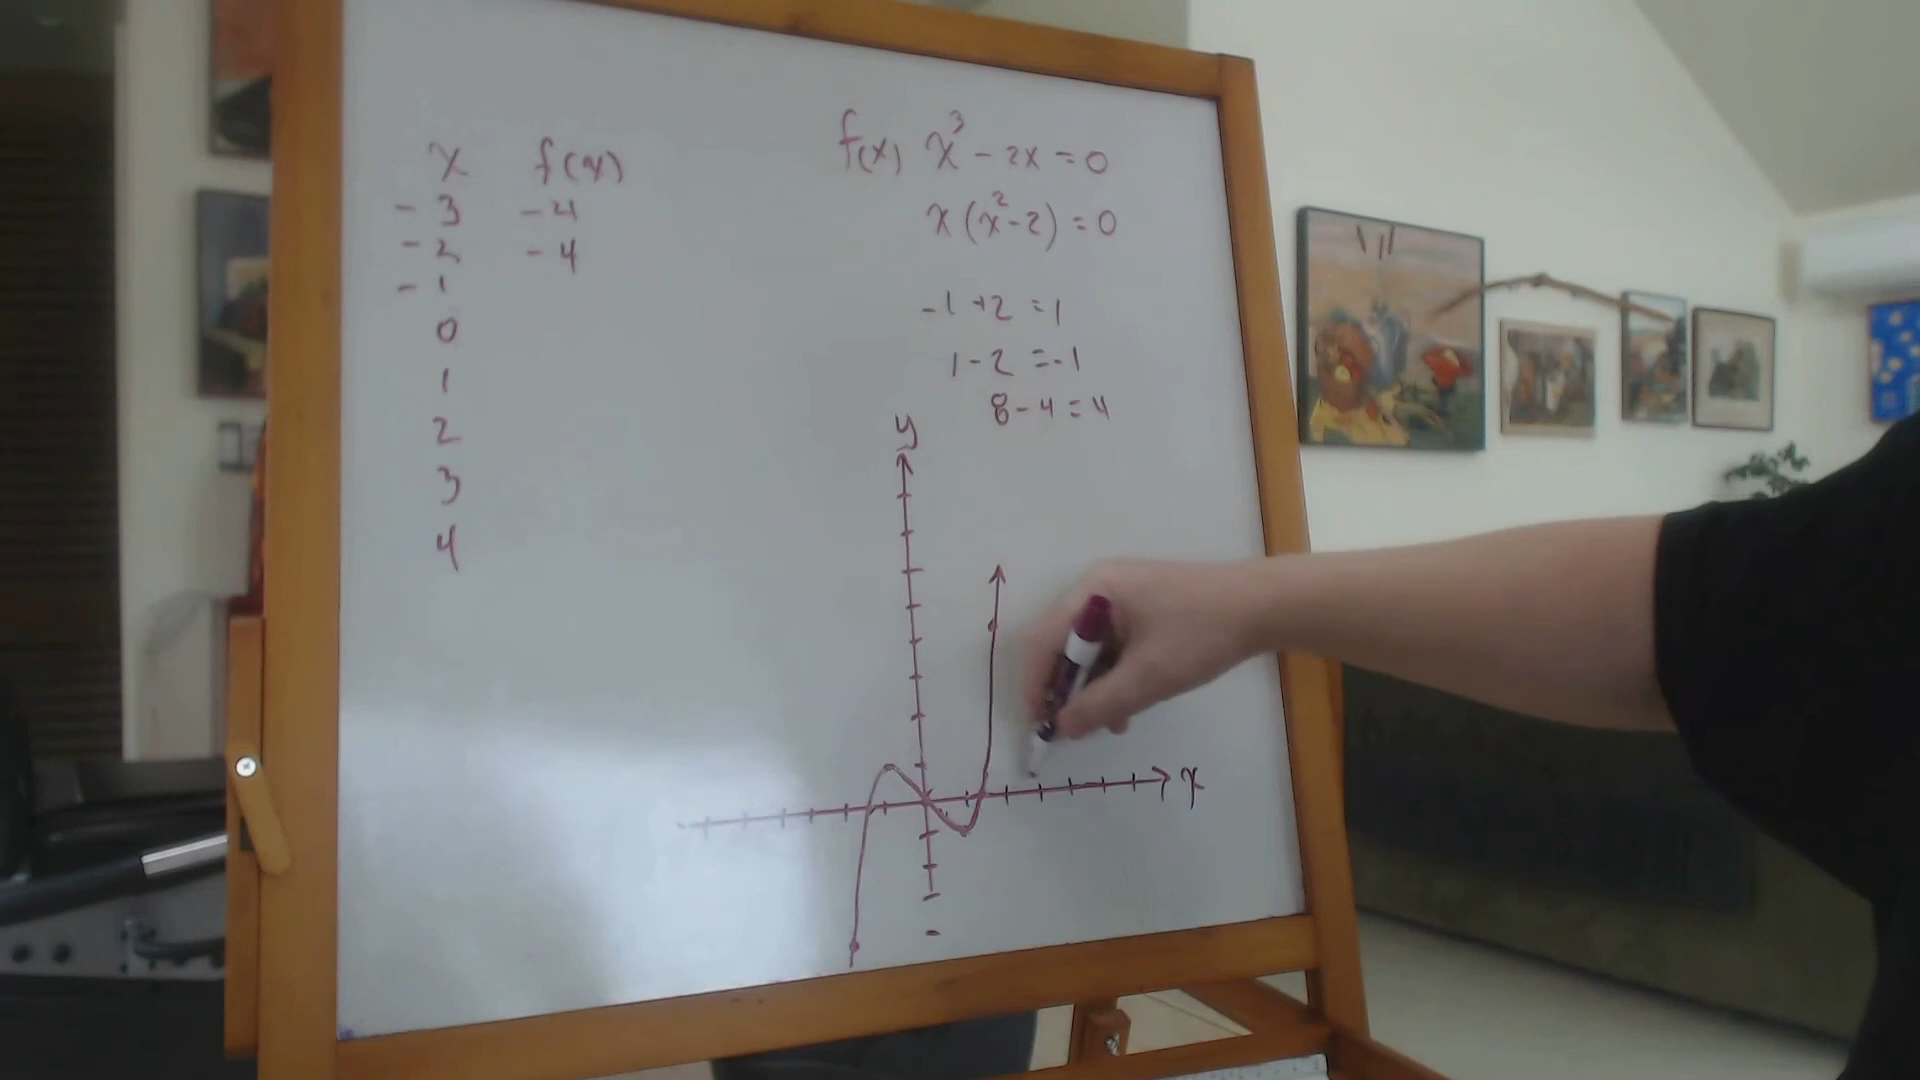 x f(x)
-3 -21
-2 -4
-1
0
1
2
3
4
f(x) x³ - 2x = 0
x(x² - 2) = 0
-1 + 2 = 1
1 - 2 = -1
8 - 4 = 4
y
x